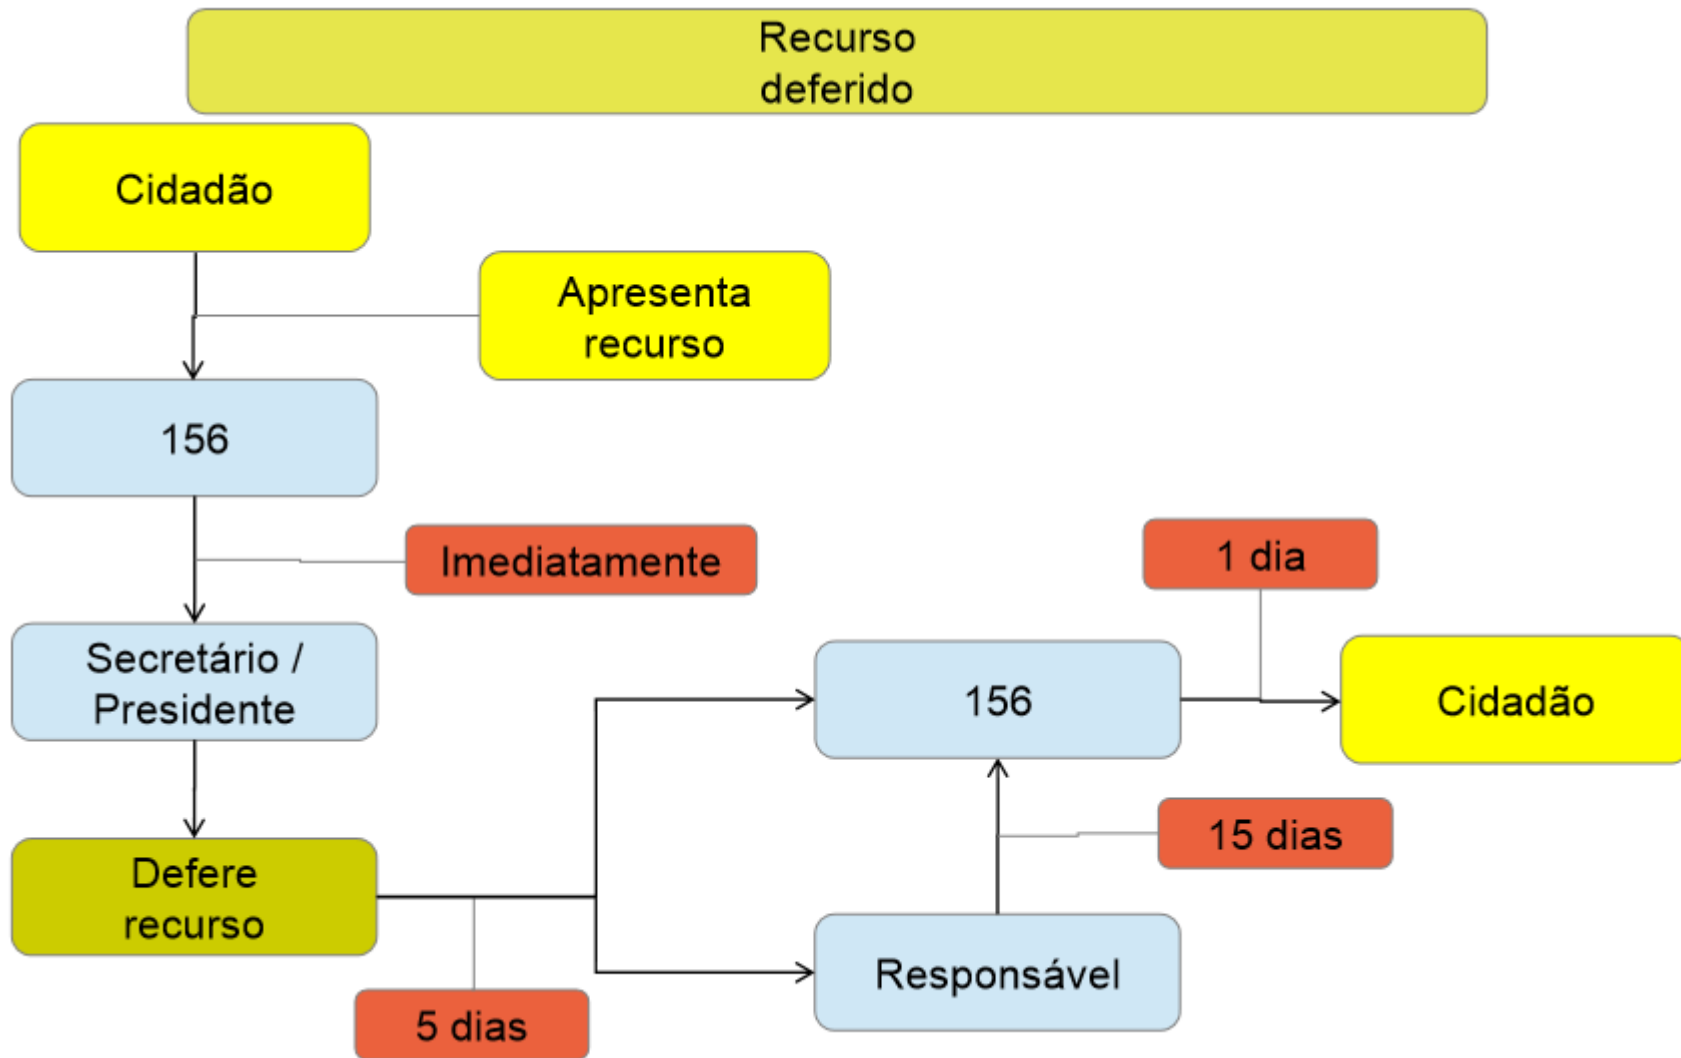 Recurso
deferido
Cidadão
Apresenta
recurso
156
Imediatamente
1 dia
Secretário /
Presidente
156
Cidadão
15 dias
Defere
recurso
Responsável
5 dias